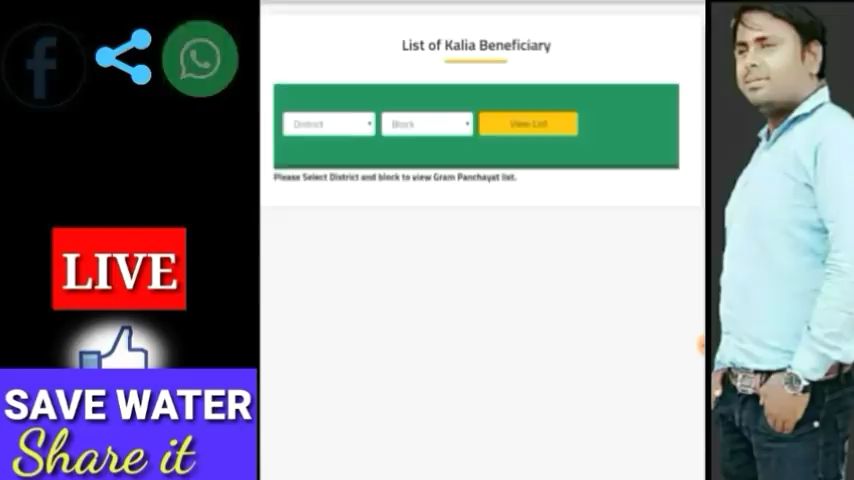 List of Kalia Beneficiary
District
Block
View List
Please Select District and block to view Gram Panchayat list.
LIVE
SAVE WATER
Share it